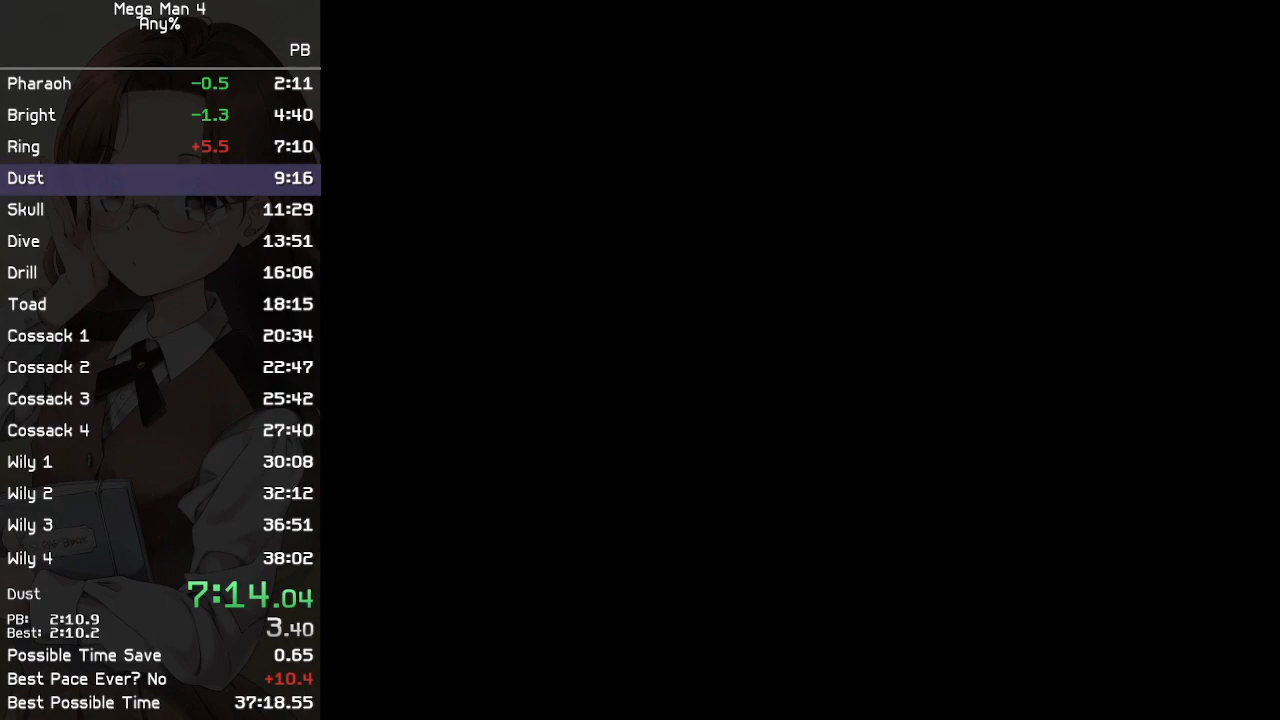 Mega Man 4
Any%
PB
Pharaoh −0.5 2:11
Bright −1.3 4:40
Ring +5.5 7:10
Dust 9:16
Skull 11:29
Dive 13:51
Drill 16:06
Toad 18:15
Cossack 1 20:34
Cossack 2 22:47
Cossack 3 25:42
Cossack 4 27:40
Wily 1 30:08
Wily 2 32:12
Wily 3 36:51
Wily 4 38:02
Dust 7:14.04
PB: 2:10.9
Best: 2:10.2 3.40
Possible Time Save 0.65
Best Pace Ever? No +10.4
Best Possible Time 37:18.55